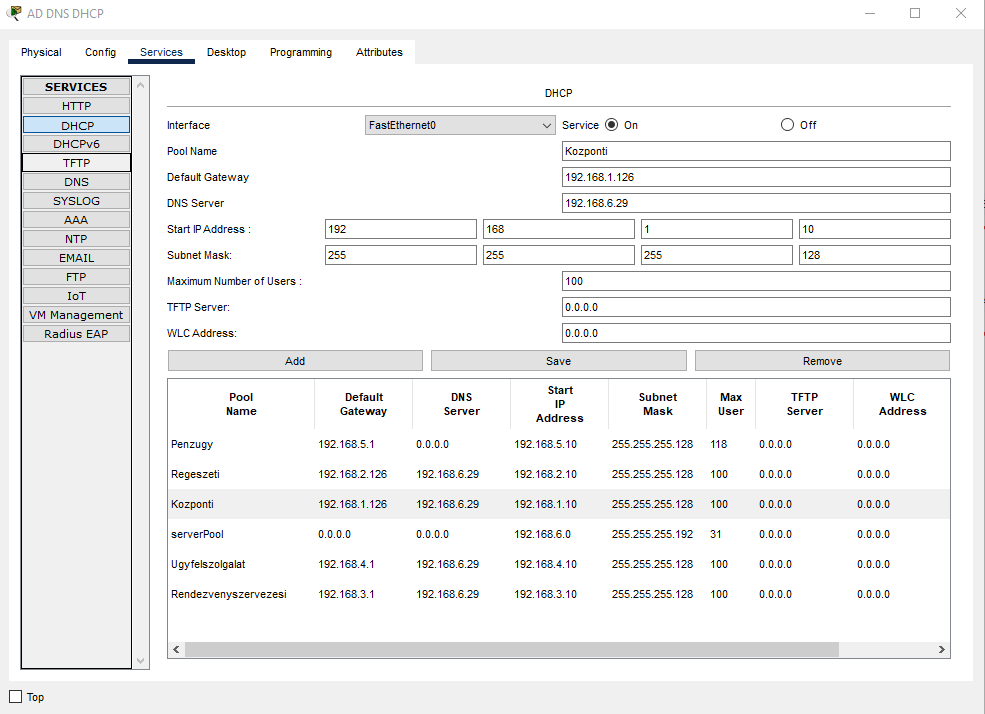 AD DNS DHCP
Physical Config Services Desktop Programming Attributes
SERVICES
HTTP
DHCP
DHCPv6
TFTP
DNS
SYSLOG
AAA
NTP
EMAIL
FTP
IoT
VM Management
Radius EAP
DHCP
Interface FastEthernet0 Service On Off
Pool Name Kozponti
Default Gateway 192.168.1.126
DNS Server 192.168.6.29
Start IP Address : 192 168 1 10
Subnet Mask: 255 255 255 128
Maximum Number of Users : 100
TFTP Server: 0.0.0.0
WLC Address: 0.0.0.0
Add Save Remove
Pool Name Default Gateway DNS Server Start IP Address Subnet Mask Max User TFTP Server WLC Address
Penzugy 192.168.5.1 0.0.0.0 192.168.5.10 255.255.255.128 118 0.0.0.0 0.0.0.0
Regeszeti 192.168.2.126 192.168.6.29 192.168.2.10 255.255.255.128 100 0.0.0.0 0.0.0.0
Kozponti 192.168.1.126 192.168.6.29 192.168.1.10 255.255.255.128 100 0.0.0.0 0.0.0.0
serverPool 0.0.0.0 0.0.0.0 192.168.6.0 255.255.255.192 31 0.0.0.0 0.0.0.0
Ugyfelszolgalat 192.168.4.1 192.168.6.29 192.168.4.10 255.255.255.128 100 0.0.0.0 0.0.0.0
Rendezvenyszervezesi 192.168.3.1 192.168.6.29 192.168.3.10 255.255.255.128 100 0.0.0.0 0.0.0.0
Top